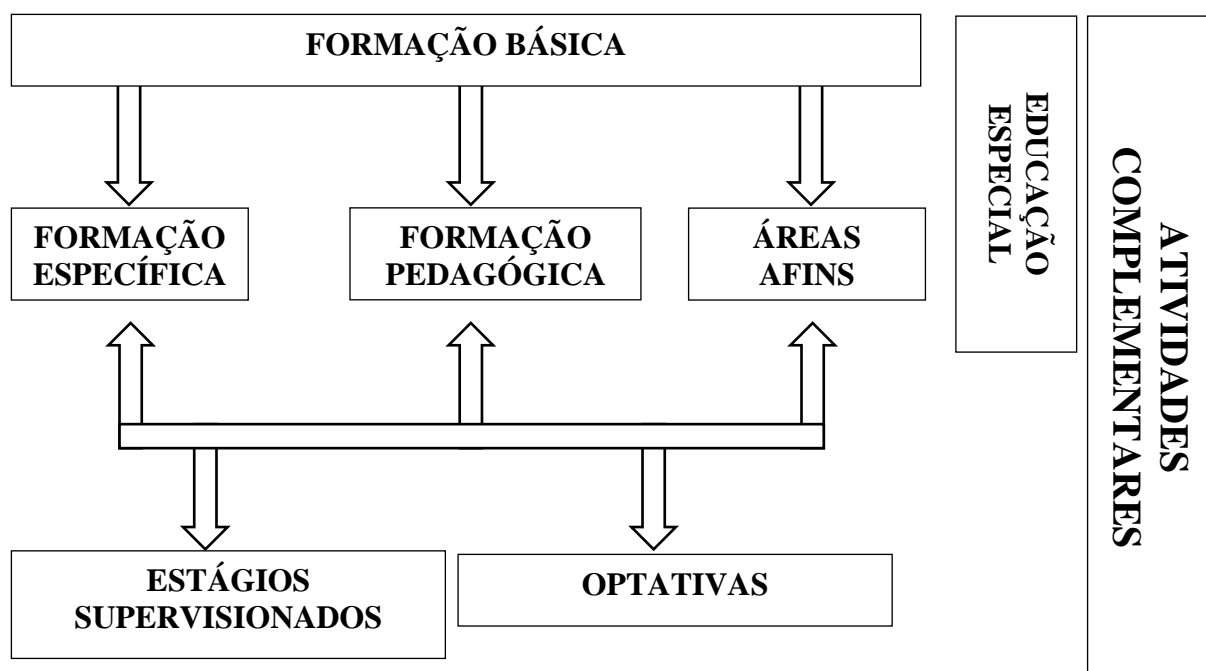 FORMAÇÃO BÁSICA
FORMAÇÃO
ESPECÍFICA
FORMAÇÃO
PEDAGÓGICA
ÁREAS
AFINS
ESTÁGIOS
SUPERVISIONADOS
OPTATIVAS
EDUCAÇÃO
ESPECIAL
ATIVIDADES
COMPLEMENTARES